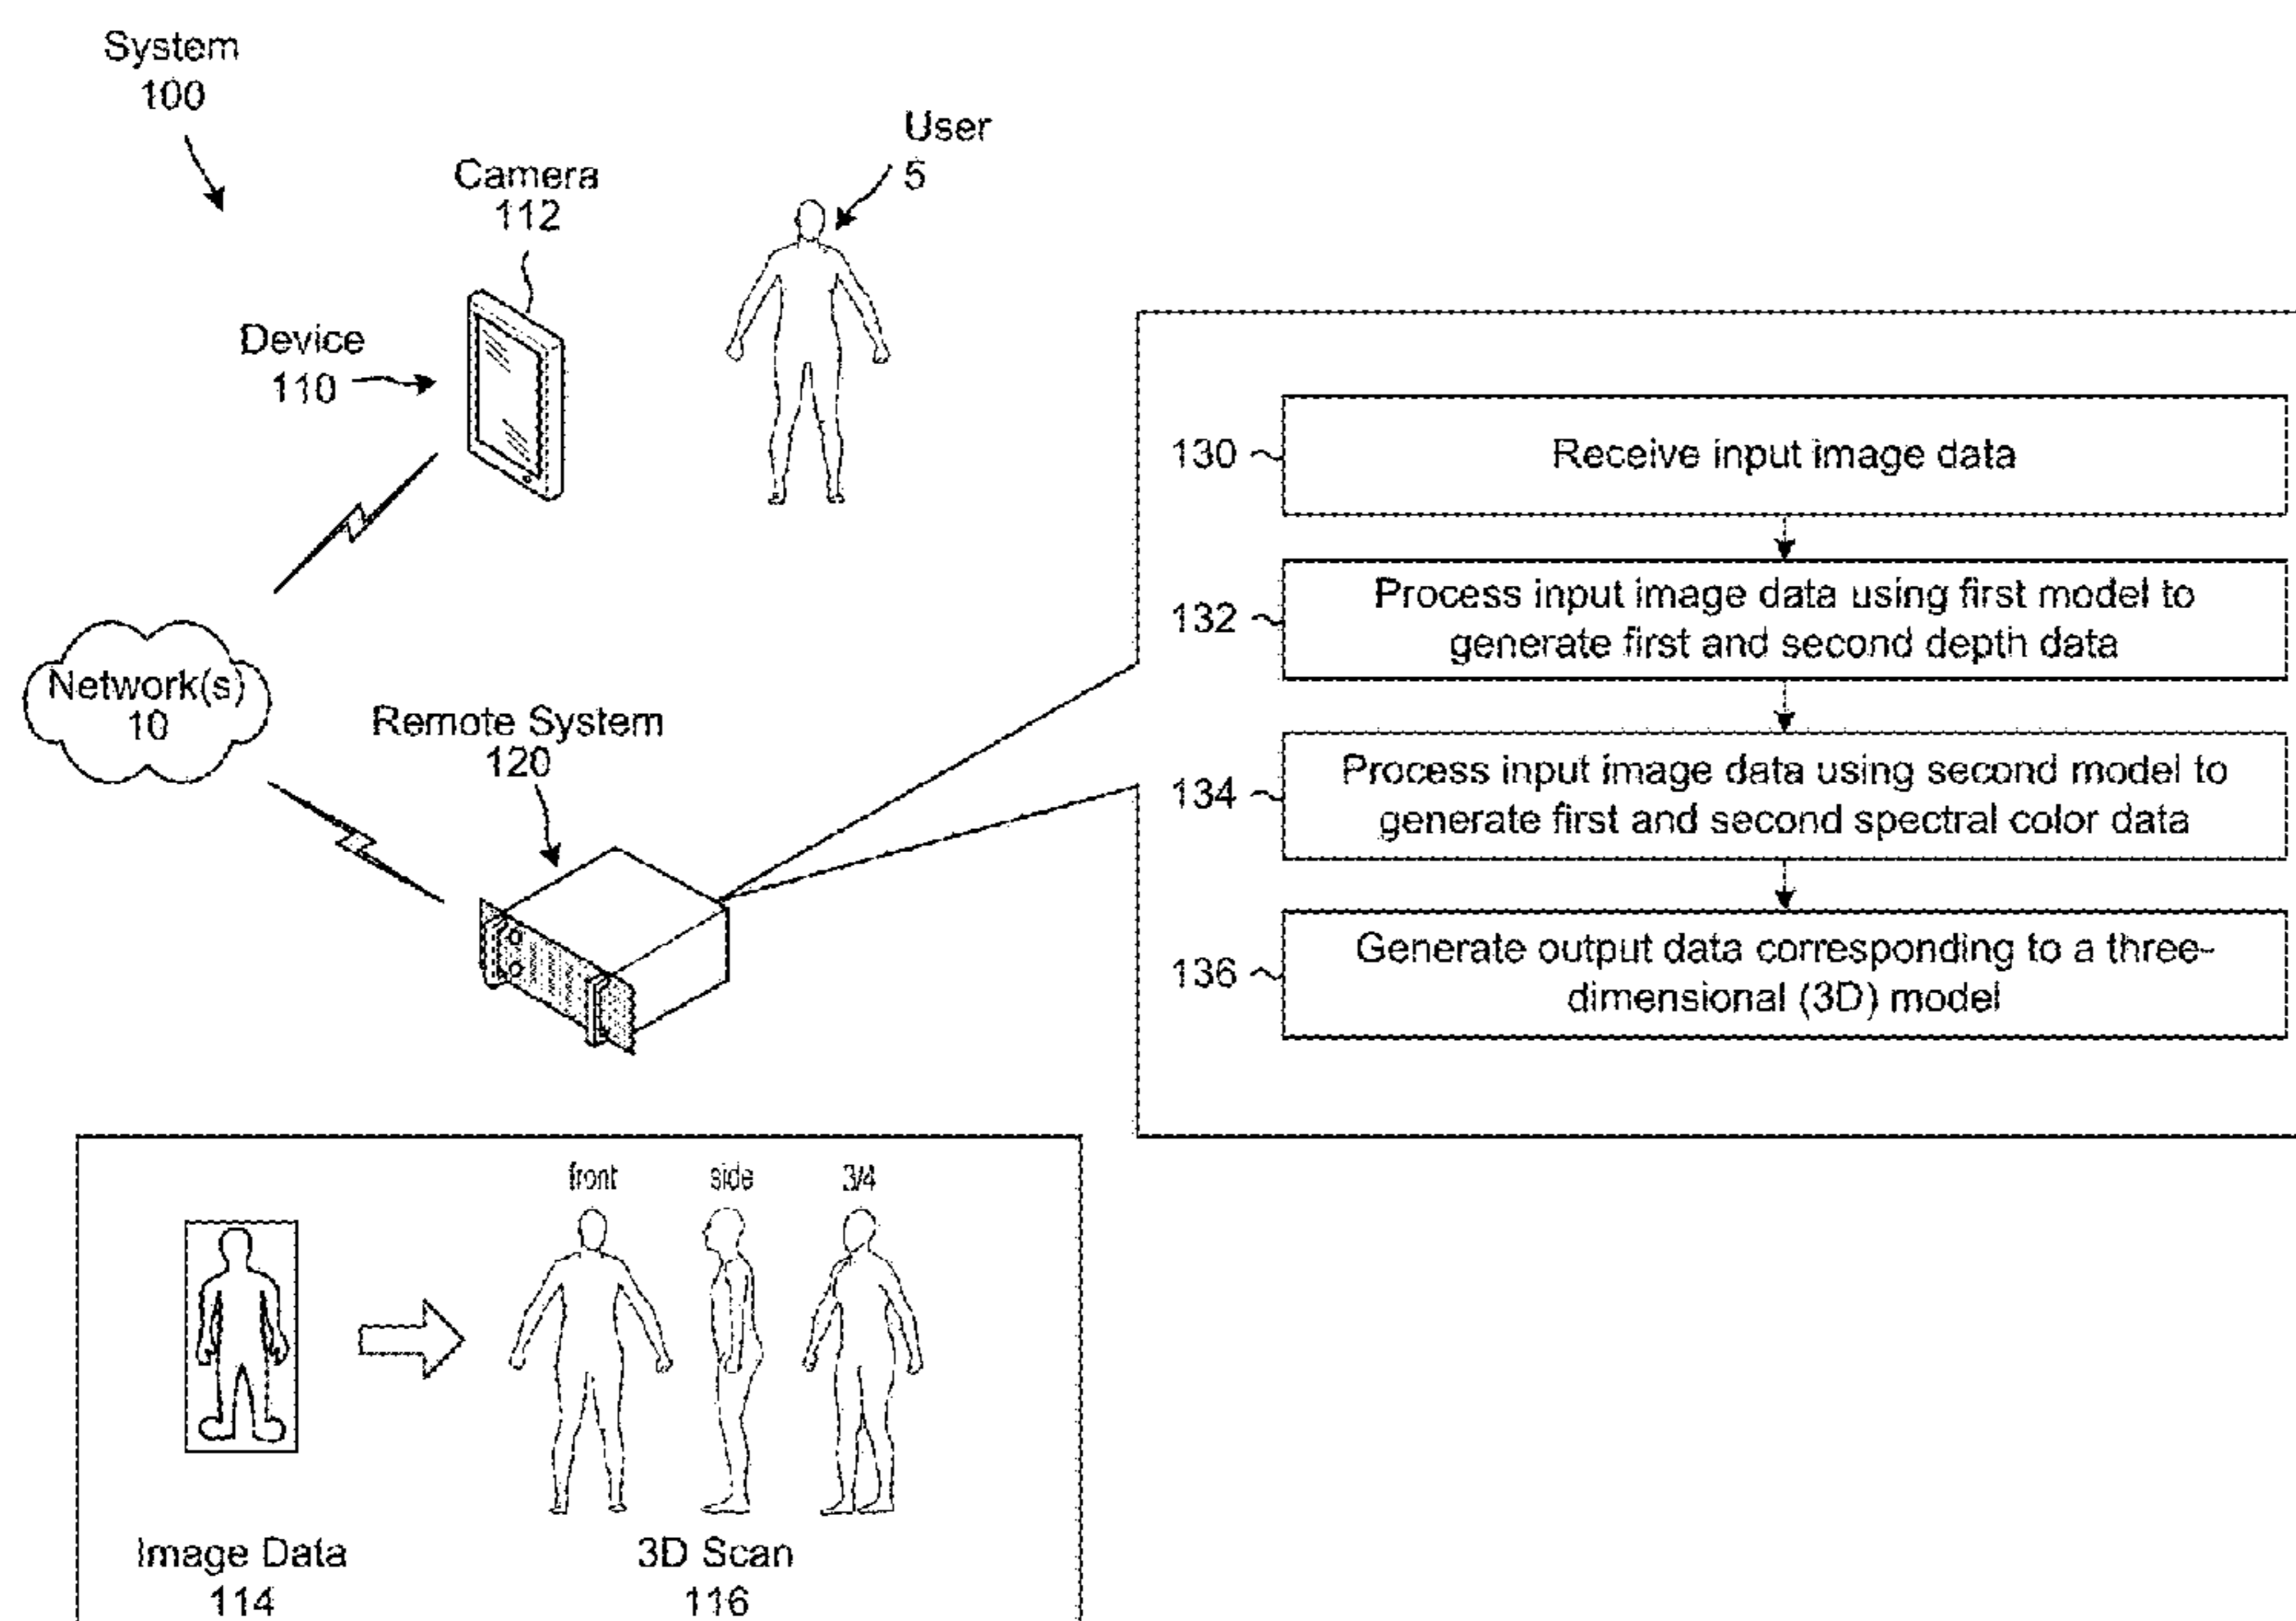 System
100
User
5
Camera
112
Device
110
Network(s)
10
Remote System
120
130
Receive input image data
132
Process input image data using first model to
generate first and second depth data
134
Process input image data using second model to
generate first and second spectral color data
136
Generate output data corresponding to a three-
dimensional (3D) model
front
side
3/4
Image Data
114
3D Scan
116